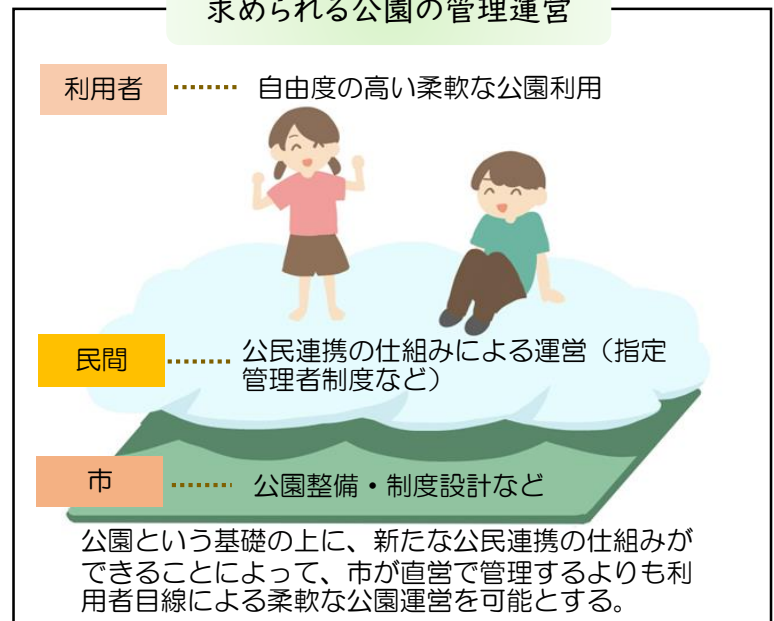 求められる公園の管理運営
利用者 ········ 自由度の高い柔軟な公園利用
民間 ········ 公民連携の仕組みによる運営（指定
管理者制度など）
市 ········ 公園整備・制度設計など
公園という基礎の上に、新たな公民連携の仕組みが
できることによって、市が直営で管理するよりも利
用者目線による柔軟な公園運営を可能とする。